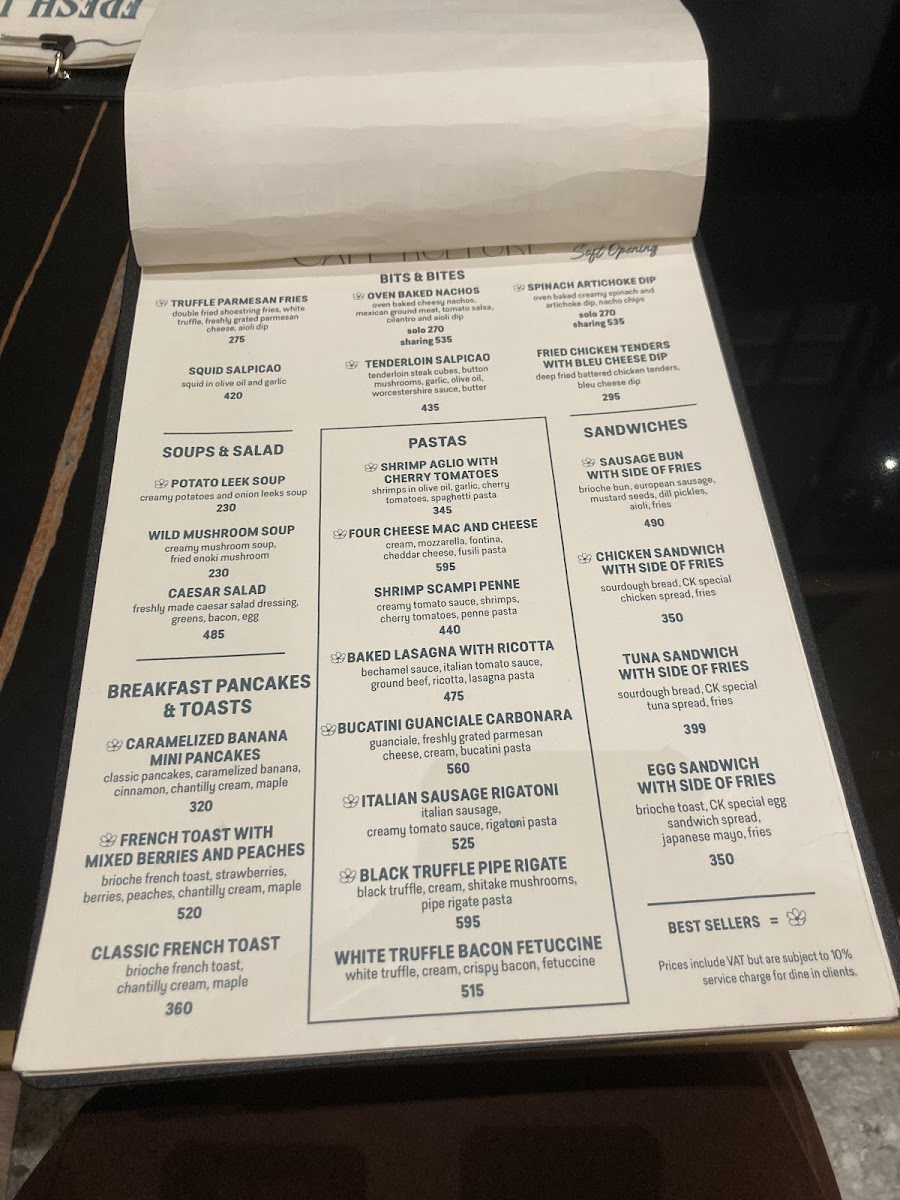 FRESH
Soft Opening
BITS & BITES
TRUFFLE PARMESAN FRIES
double fried shoestring fries, white
truffle, freshly grated parmesan
cheese, aioli dip
275
OVEN BAKED NACHOS
oven baked cheesy nachos,
mexican ground meat, tomato salsa,
cilantro and aioli dip
solo 270
sharing 535
SPINACH ARTICHOKE DIP
oven baked creamy spinach and
artichoke dip, nacho chips
solo 270
sharing 535
SQUID SALPICAO
squid in olive oil and garlic
420
TENDERLOIN SALPICAO
tenderloin steak cubes, button
mushrooms, garlic, olive oil,
worcestershire sauce, butter
435
FRIED CHICKEN TENDERS
WITH BLEU CHEESE DIP
deep fried battered chicken tenders,
bleu cheese dip
295
SOUPS & SALAD
POTATO LEEK SOUP
creamy potatoes and onion leeks soup
230
WILD MUSHROOM SOUP
creamy mushroom soup,
fried enoki mushroom
230
CAESAR SALAD
freshly made caesar salad dressing,
greens, bacon, egg
485
BREAKFAST PANCAKES
& TOASTS
CARAMELIZED BANANA
MINI PANCAKES
classic pancakes, caramelized banana,
cinnamon, chantilly cream, maple
320
FRENCH TOAST WITH
MIXED BERRIES AND PEACHES
brioche french toast, strawberries,
berries, peaches, chantilly cream, maple
520
CLASSIC FRENCH TOAST
brioche french toast,
chantilly cream, maple
360
PASTAS
SHRIMP AGLIO WITH
CHERRY TOMATOES
shrimps in olive oil, garlic, cherry
tomatoes, spaghetti pasta
345
FOUR CHEESE MAC AND CHEESE
cream, mozzarella, fontina,
cheddar cheese, fusili pasta
595
SHRIMP SCAMPI PENNE
creamy tomato sauce, shrimps,
cherry tomatoes, penne pasta
440
BAKED LASAGNA WITH RICOTTA
bechamel sauce, italian tomato sauce,
ground beef, ricotta, lasagna pasta
475
BUCATINI GUANCIALE CARBONARA
guanciale, freshly grated parmesan
cheese, cream, bucatini pasta
560
ITALIAN SAUSAGE RIGATONI
italian sausage,
creamy tomato sauce, rigatoni pasta
525
BLACK TRUFFLE PIPE RIGATE
black truffle, cream, shitake mushrooms,
pipe rigate pasta
595
WHITE TRUFFLE BACON FETUCCINE
white truffle, cream, crispy bacon, fetuccine
515
SANDWICHES
SAUSAGE BUN
WITH SIDE OF FRIES
brioche bun, european sausage,
mustard seeds, dill pickles,
aioli, fries
490
CHICKEN SANDWICH
WITH SIDE OF FRIES
sourdough bread, CK special
chicken spread, fries
350
TUNA SANDWICH
WITH SIDE OF FRIES
sourdough bread, CK special
tuna spread, fries
399
EGG SANDWICH
WITH SIDE OF FRIES
brioche toast, CK special egg
sandwich spread,
japanese mayo, fries
350
BEST SELLERS =
Prices include VAT but are subject to 10%
service charge for dine in clients.